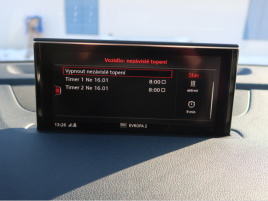 Vozidlo: nezávislé topení
Vypnout nezávislé topení
Timer 1 Ne 16.01 8:00
Timer 2 Ne 16.01 8:00
Stav
aktivní
13:26
EVROPA 2